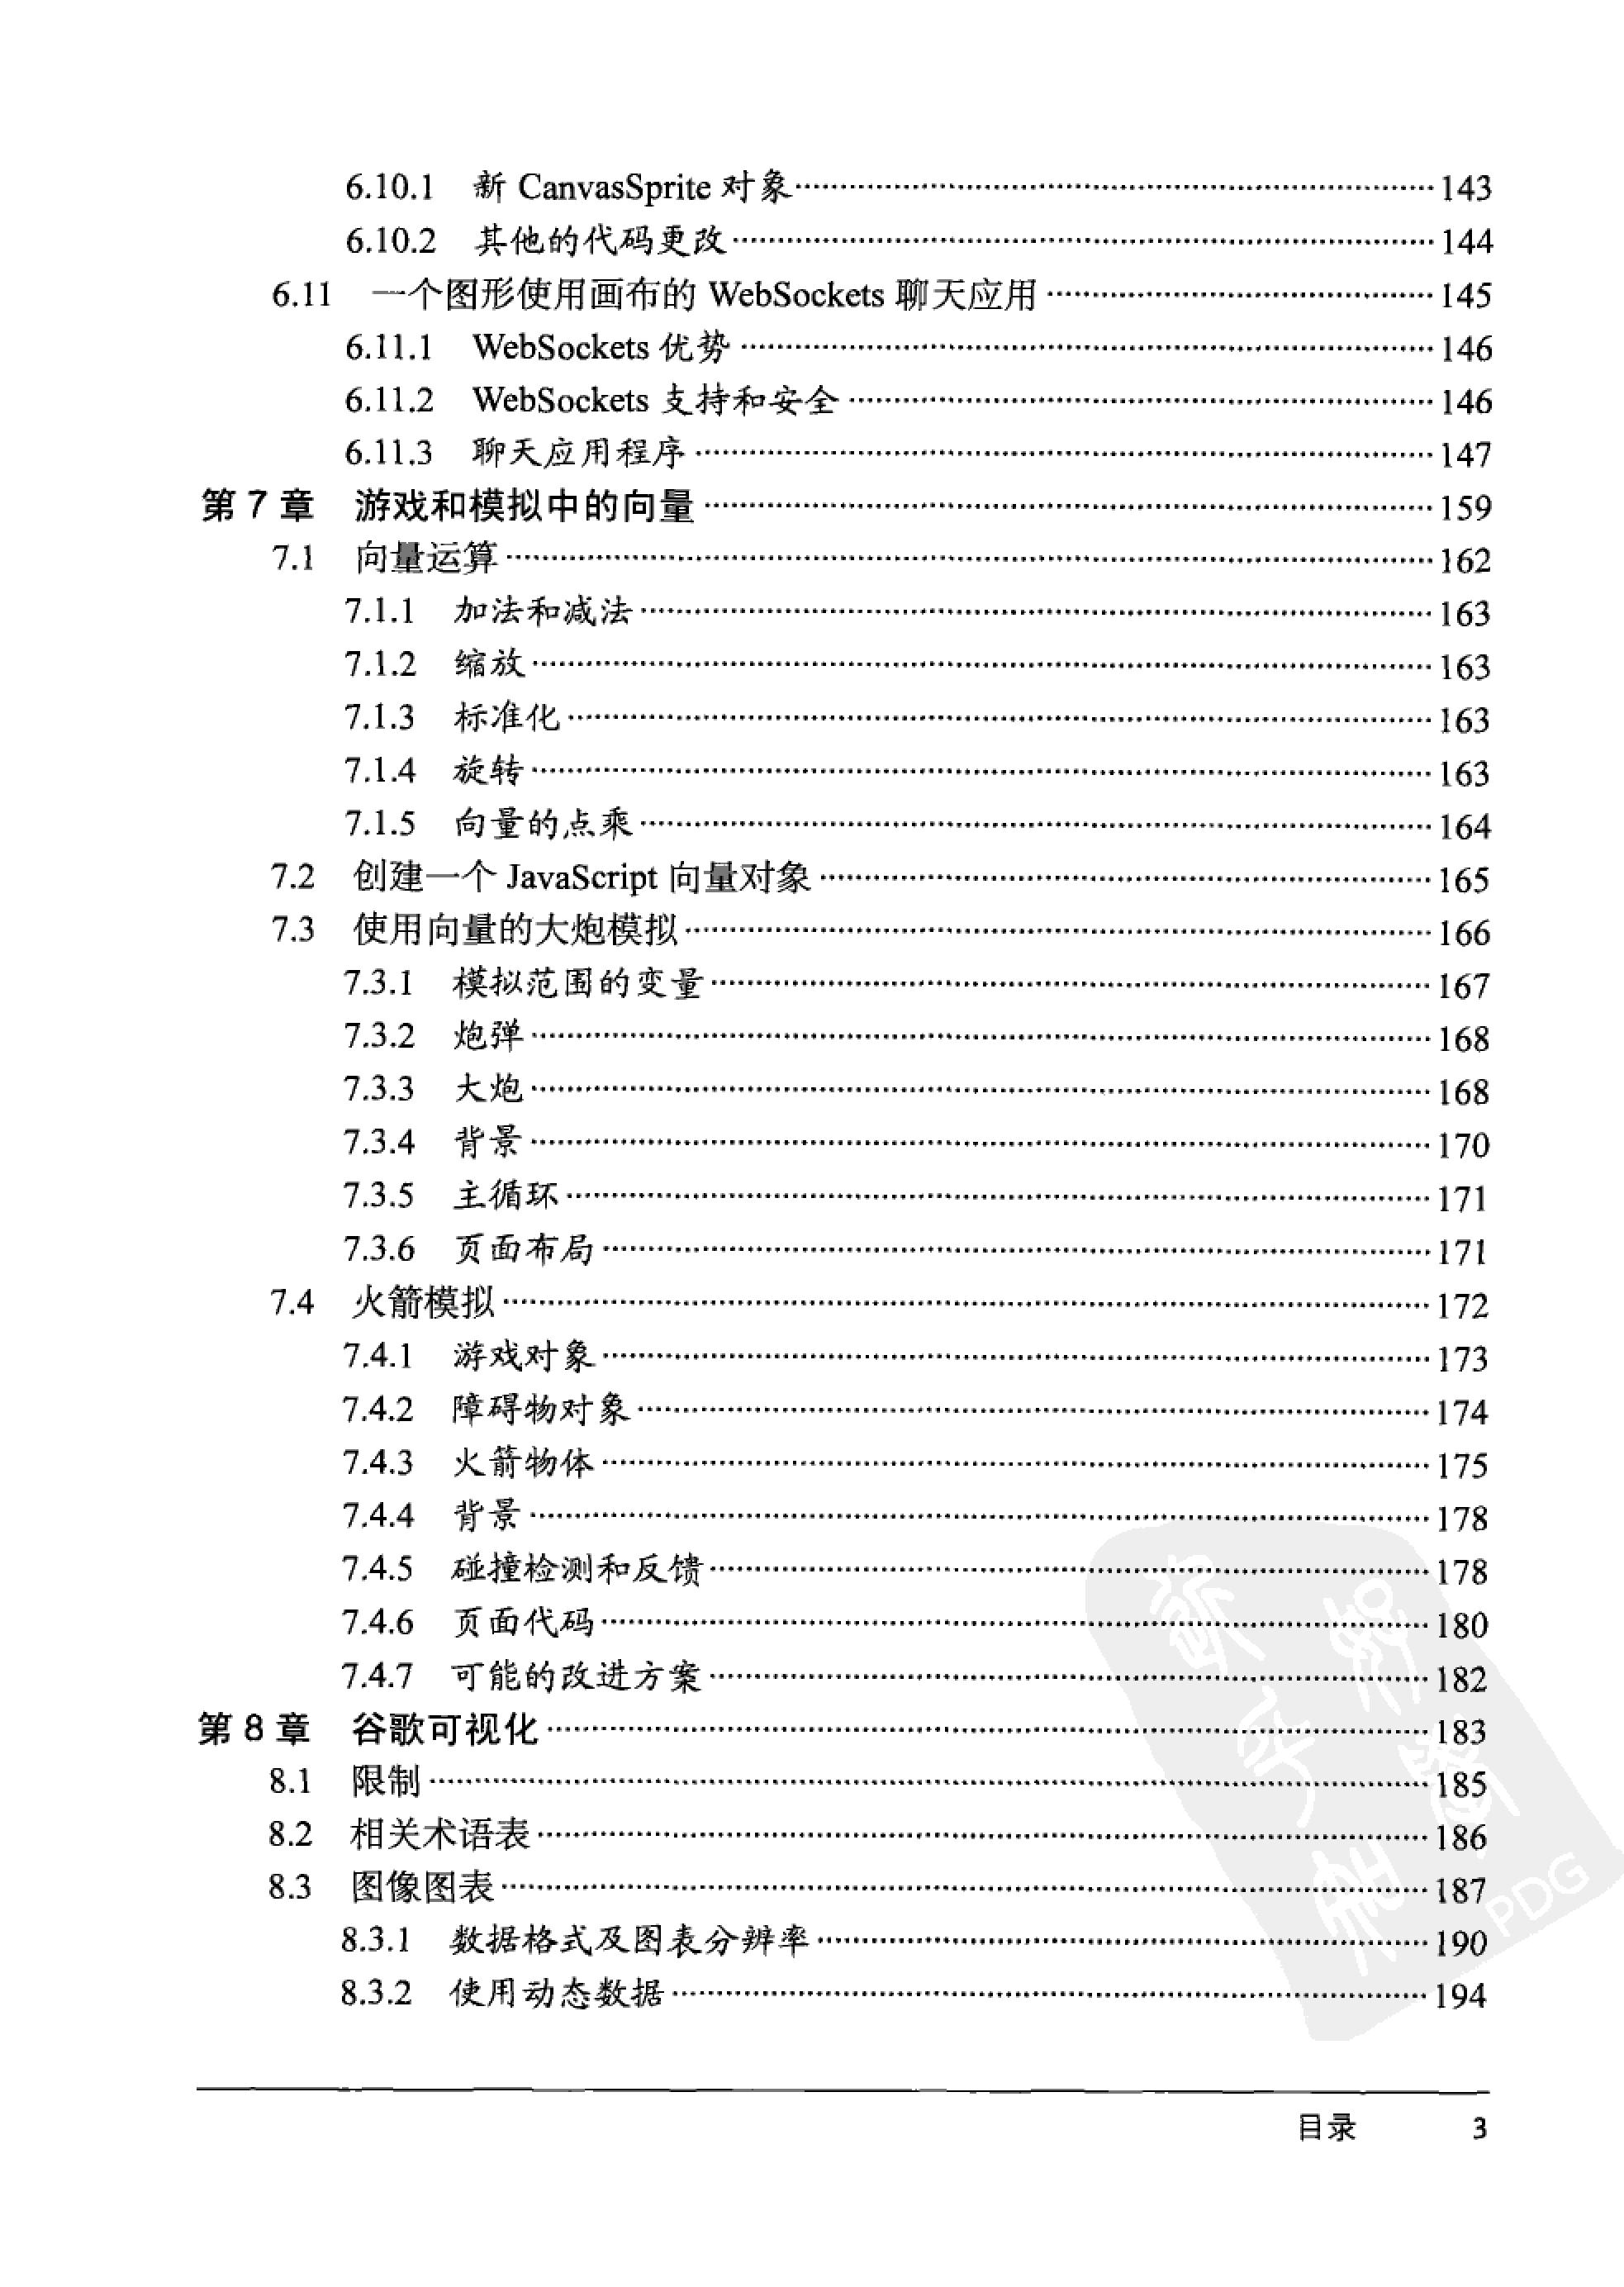 6.10.1 新 CanvasSprite 对象 143
6.10.2 其他的代码更改 144
6.11 一个图形使用画布的 WebSockets 聊天应用 145
6.11.1 WebSockets 优势 146
6.11.2 WebSockets 支持和安全 146
6.11.3 聊天应用程序 147
第 7 章 游戏和模拟中的向量 159
7.1 向量运算 162
7.1.1 加法和减法 163
7.1.2 缩放 163
7.1.3 标准化 163
7.1.4 旋转 163
7.1.5 向量的点乘 164
7.2 创建一个 JavaScript 向量对象 165
7.3 使用向量的大炮模拟 166
7.3.1 模拟范围的变量 167
7.3.2 炮弹 168
7.3.3 大炮 168
7.3.4 背景 170
7.3.5 主循环 171
7.3.6 页面布局 171
7.4 火箭模拟 172
7.4.1 游戏对象 173
7.4.2 障碍物对象 174
7.4.3 火箭物体 175
7.4.4 背景 178
7.4.5 碰撞检测和反馈 178
7.4.6 页面代码 180
7.4.7 可能的改进方案 182
第 8 章 谷歌可视化 183
8.1 限制 185
8.2 相关术语表 186
8.3 图像图表 187
8.3.1 数据格式及图表分辨率 190
8.3.2 使用动态数据 194
PDG
目录 3